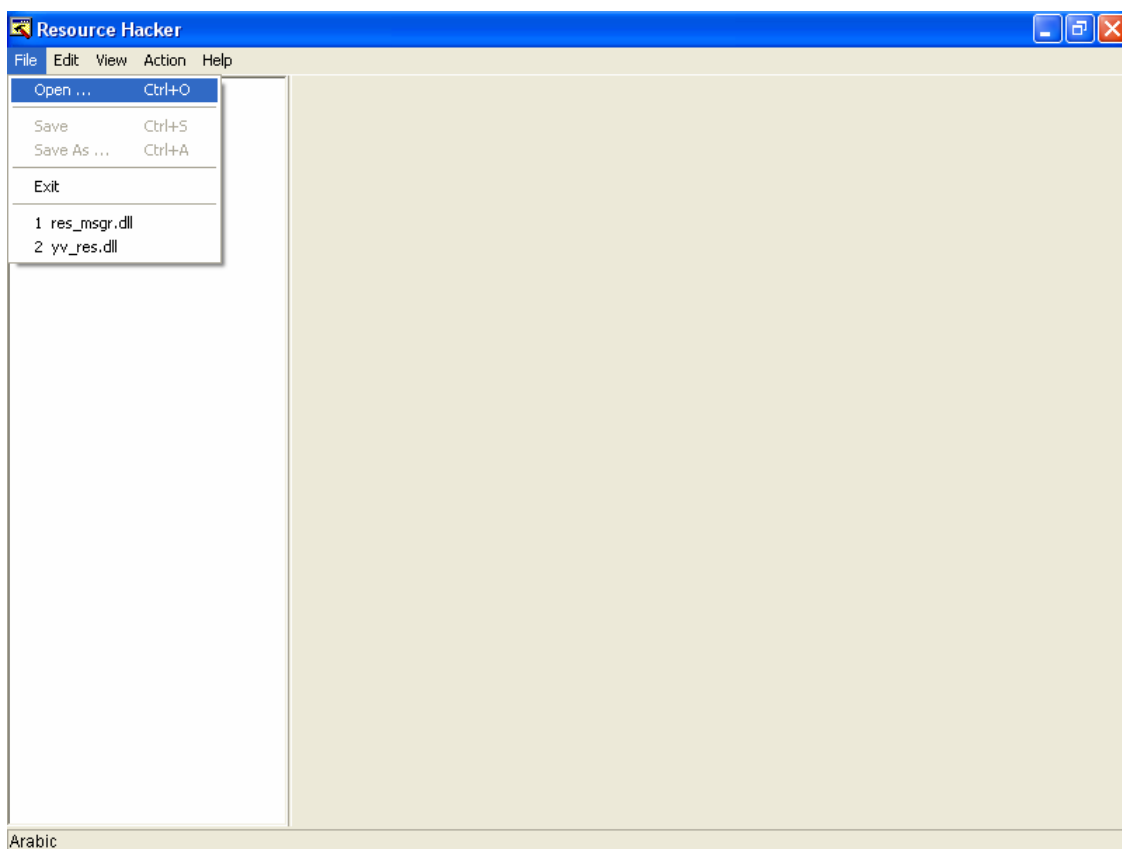 Resource Hacker
File Edit View Action Help
Open ... Ctrl+O
Save Ctrl+S
Save As ... Ctrl+A
Exit
1 res_msgr.dll
2 yv_res.dll
Arabic